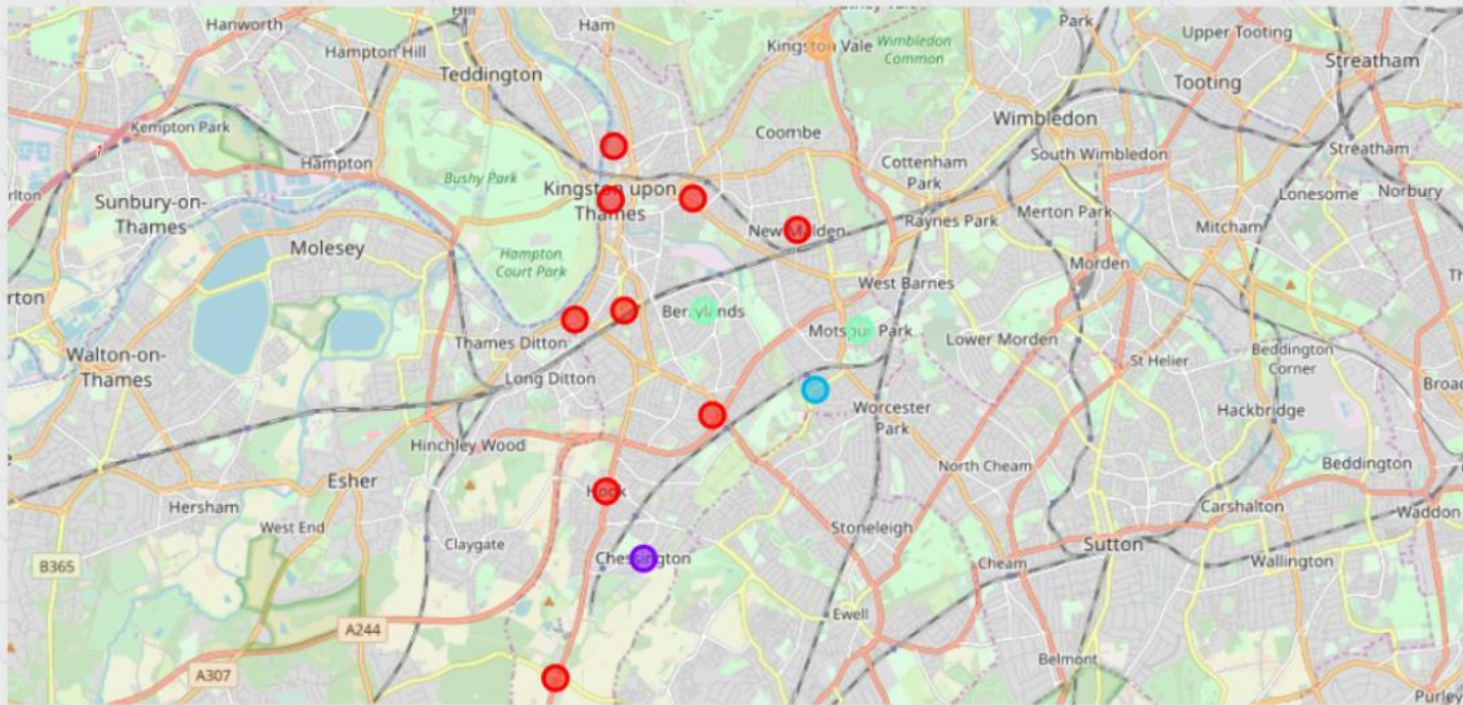 Hanworth
Hampton Hill
Hill
Ham
Kingston Vale
Wimbledon
Common
Park
Upper Tooting
Streatham
Teddington
Tooting
Kempton Park
Hampton
Coombe
Wimbledon
Cottenham
Park
South Wimbledon
Streatham
Bushy Park
Sunbury-on-
Thames
Kingston upon
Thames
Lonesome
Norbury
Molesey
New Malden
Raynes Park
Merton Park
Mitcham
Hampton
Court Park
Morden
West Barnes
Berrylands
Motspur Park
Thames Ditton
Lower Morden
St Helier
Beddington
Corner
Walton-on-
Thames
Long Ditton
Worcester
Park
Hackbridge
Hinchley Wood
North Cheam
Beddington
Esher
Hook
Hersham
West End
Stoneleigh
Carshalton
Waddon
Claygate
Chessington
Cheam
Sutton
Wallington
B365
Ewell
A244
A307
Belmont
Purley